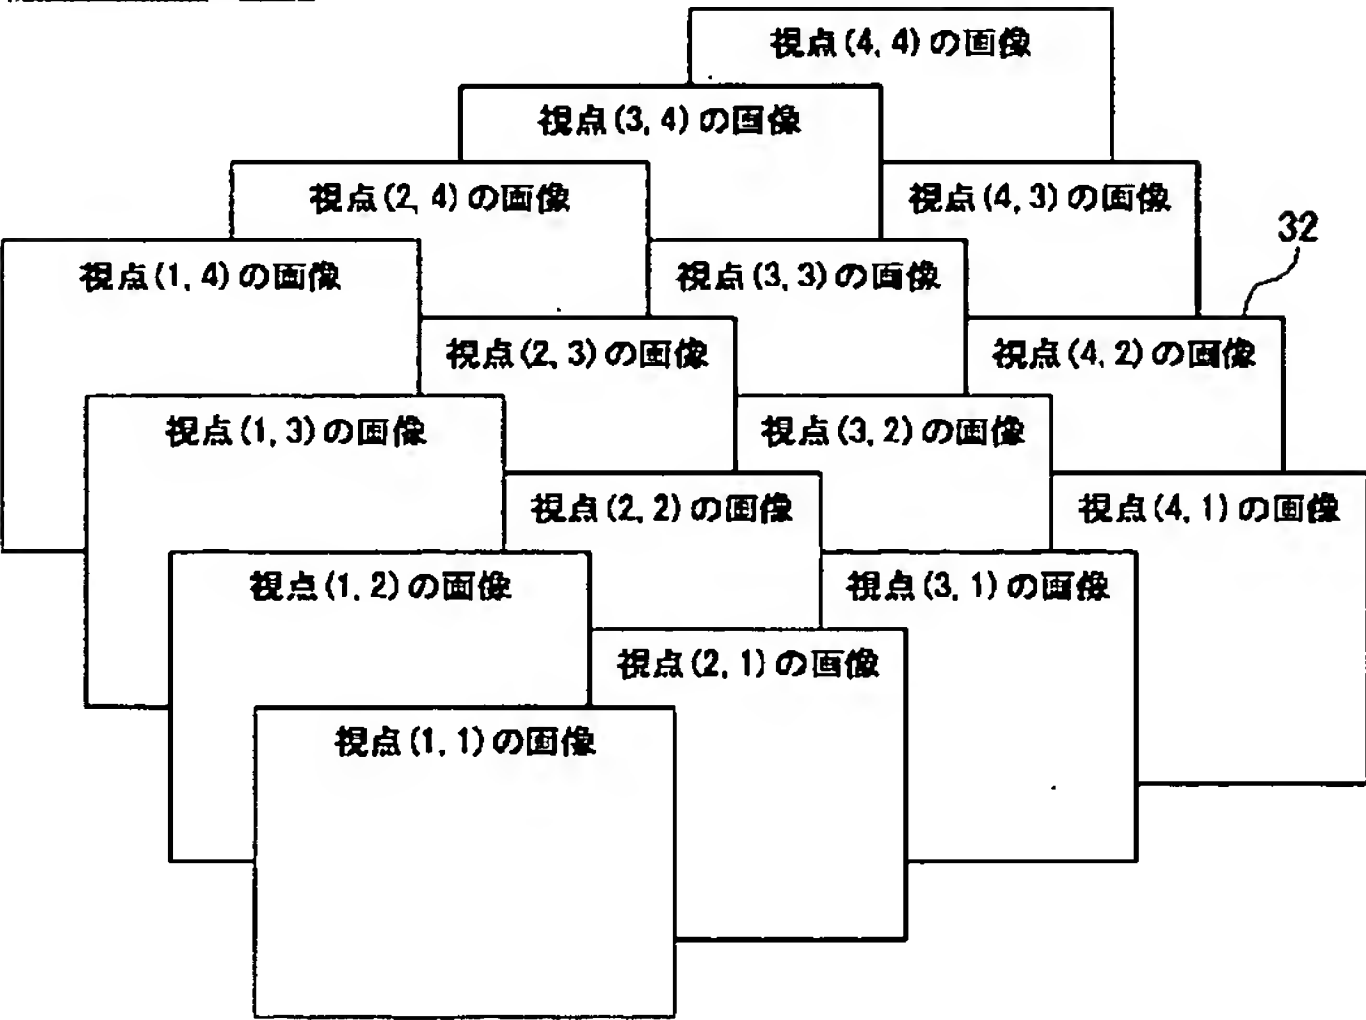 視点(4, 4)の画像
視点(3, 4)の画像
視点(2, 4)の画像
視点(4, 3)の画像
32
視点(1, 4)の画像
視点(3, 3)の画像
視点(2, 3)の画像
視点(4, 2)の画像
視点(1, 3)の画像
視点(3, 2)の画像
視点(2, 2)の画像
視点(4, 1)の画像
視点(1, 2)の画像
視点(3, 1)の画像
視点(2, 1)の画像
視点(1, 1)の画像